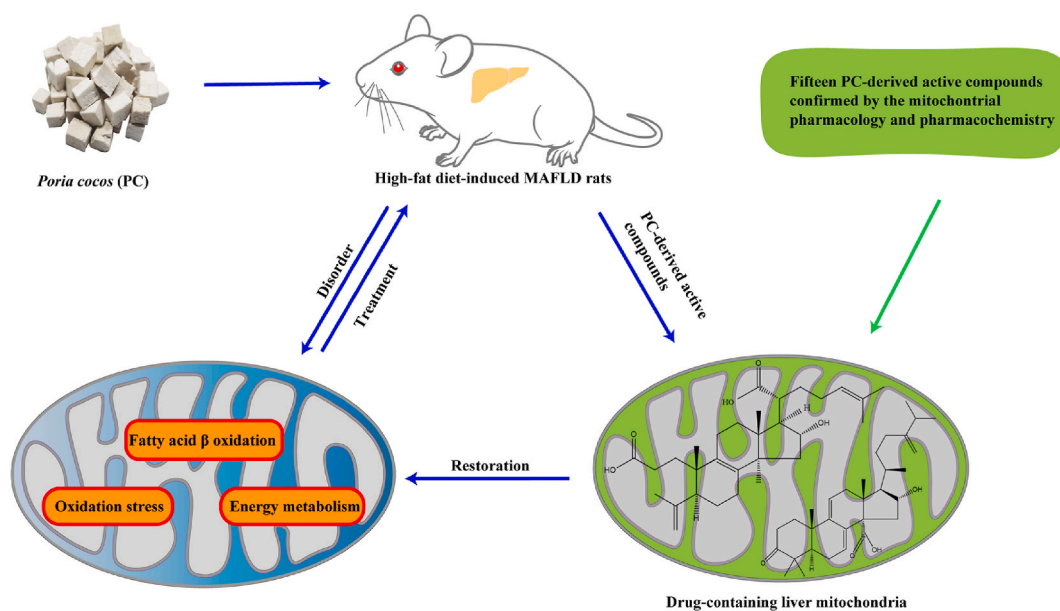 Fifteen PC-derived active compounds
confirmed by the mitochontrial
pharmacology and pharmacochemistry
Poria cocos (PC)
High-fat diet-induced MAFLD rats
Disorder
Treatment
PC-derived active
compounds
Fatty acid β oxidation
Oxidation stress
Energy metabolism
Restoration
O
HO
H
OH
O
HO
H
H
OH
O
H
O
OH
Drug-containing liver mitochondria